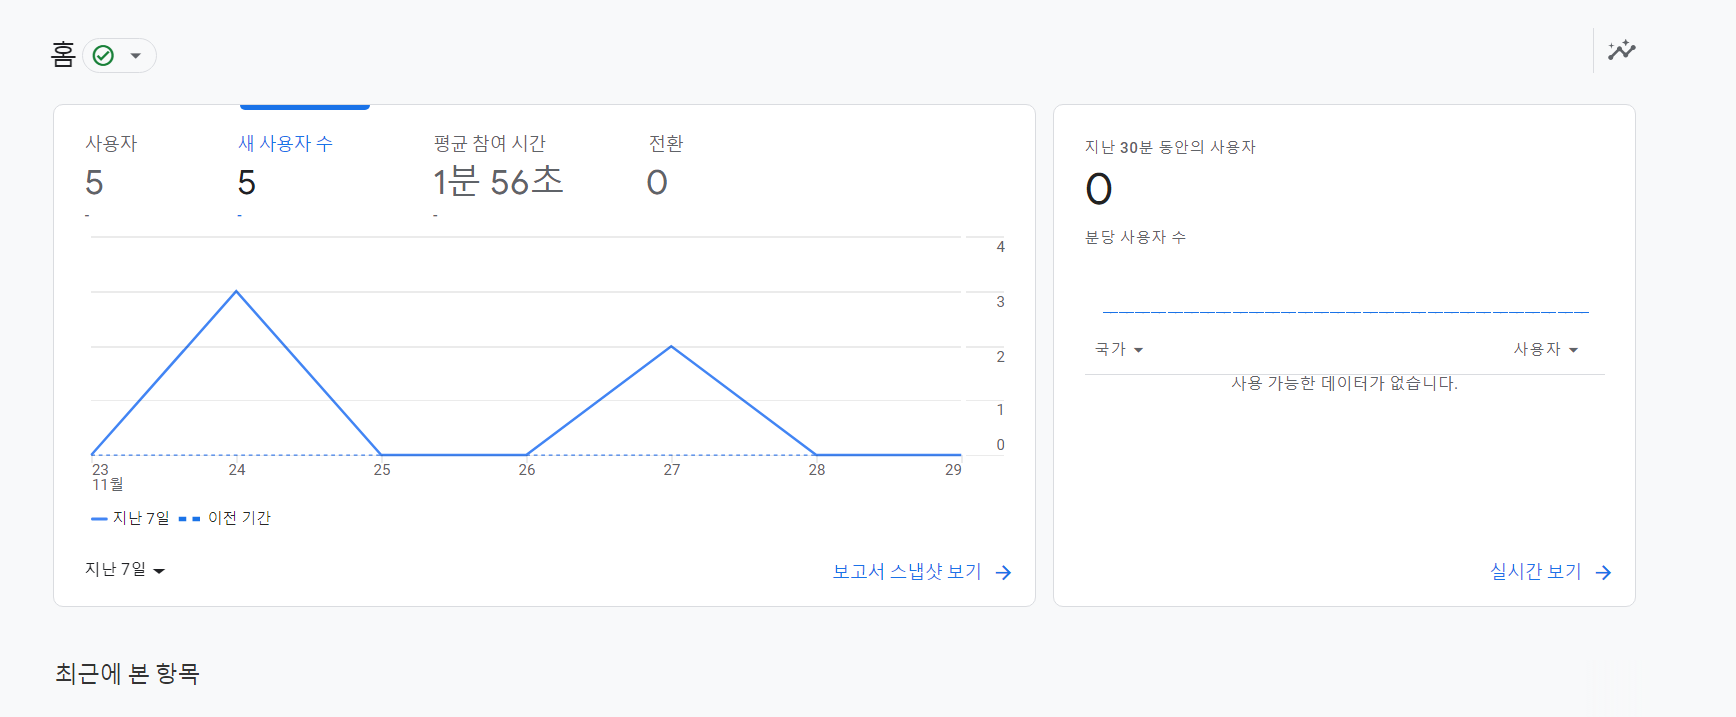 홈
사용자
5
-
새 사용자 수
5
-
평균 참여 시간
1분 56초
-
전환
0
4
3
2
1
0
23
11월
24
25
26
27
28
29
지난 7일
이전 기간
지난 7일
보고서 스냅샷 보기
지난 30분 동안의 사용자
0
분당 사용자 수
국가
사용자
사용 가능한 데이터가 없습니다.
실시간 보기
최근에 본 항목